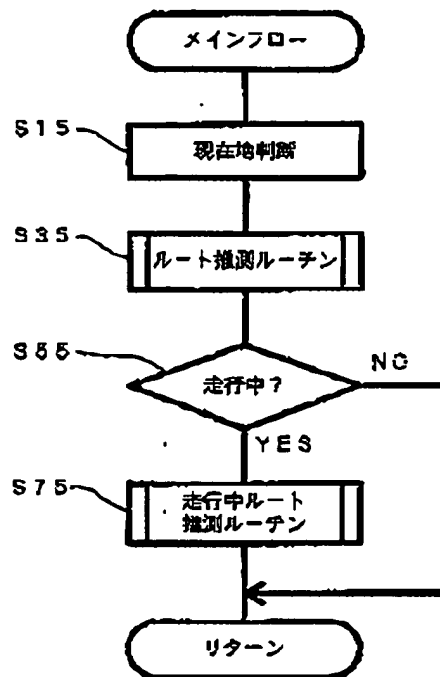 メインフロー
S15
現在地判断
S35
ルート推測ルーチン
S55
走行中?
NO
YES
S75
走行中ルート
推測ルーチン
リターン